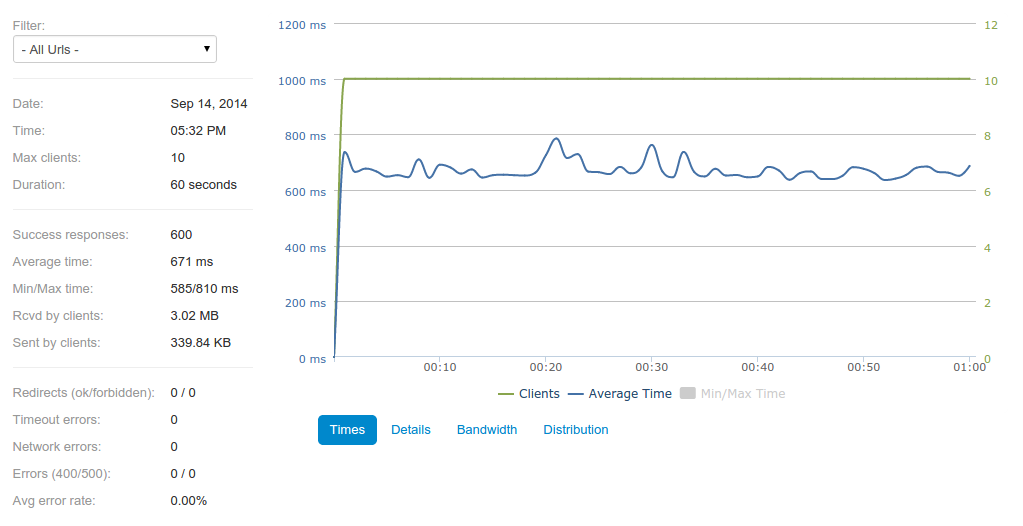 Filter:
- All Urls -
Date: Sep 14, 2014
Time: 05:32 PM
Max clients: 10
Duration: 60 seconds
Success responses: 600
Average time: 671 ms
Min/Max time: 585/810 ms
Rcvd by clients: 3.02 MB
Sent by clients: 339.84 KB
Redirects (ok/forbidden): 0 / 0
Timeout errors: 0
Network errors: 0
Errors (400/500): 0 / 0
Avg error rate: 0.00%
1200 ms 12
1000 ms 10
800 ms 8
600 ms 6
400 ms 4
200 ms 2
0 ms 0
00:10 00:20 00:30 00:40 00:50 01:00
Clients Average Time Min/Max Time
Times Details Bandwidth Distribution